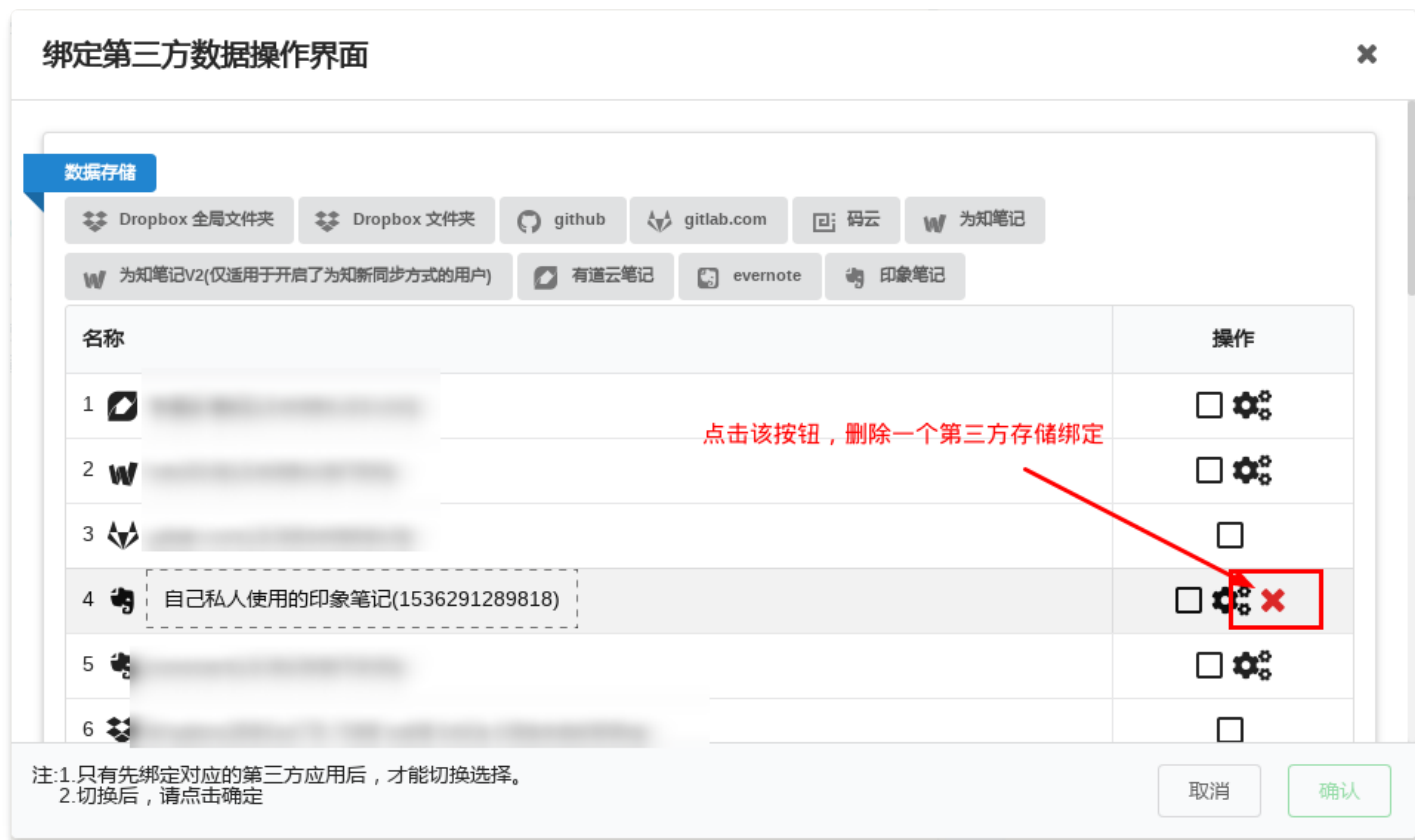 绑定第三方数据操作界面
数据存储
Dropbox 全局文件夹 Dropbox 文件夹 github gitlab.com 码云 为知笔记
为知笔记V2(仅适用于开启了为知新同步方式的用户) 有道云笔记 evernote 印象笔记
名称 操作
1
点击该按钮，删除一个第三方存储绑定
2
3
4 自己私人使用的印象笔记(1536291289818)
5
6
注:1.只有先绑定对应的第三方应用后，才能切换选择。
2.切换后，请点击确定
取消 确认